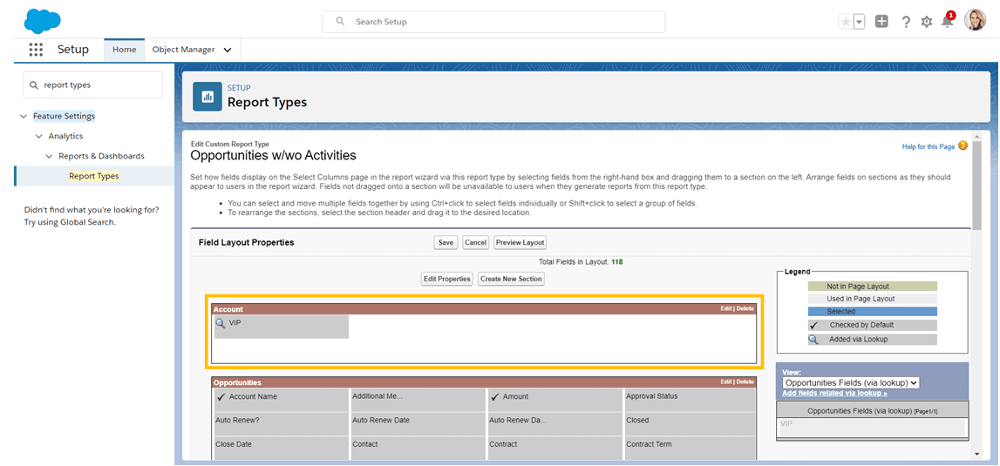 Search Setup
1
Setup
Home
Object Manager
report types
Feature Settings
Analytics
Reports & Dashboards
Report Types
Didn't find what you're looking for?
Try using Global Search.
SETUP
Report Types
Edit Custom Report Type
Opportunities w/wo Activities
Help for this Page
Set how fields display on the Select Columns page in the report wizard via this report type by selecting fields from the right-hand box and dragging them to a section on the left. Arrange fields on sections as they should
appear to users in the report wizard. Fields not dragged onto a section will be unavailable to users when they generate reports from this report type.
• You can select and move multiple fields together by using Ctrl+click to select fields individually or Shift+click to select a group of fields.
• To rearrange the sections, select the section header and drag it to the desired location.
Field Layout Properties
Save
Cancel
Preview Layout
Total Fields in Layout: 118
Edit Properties
Create New Section
Account
Edit | Delete
VIP
Opportunities
Edit | Delete
Account Name
Additional Me...
Amount
Approval Status
Auto Renew?
Auto Renew Date
Auto Renew Da...
Closed
Close Date
Contact
Contract
Contract Term
Legend
Not in Page Layout
Used in Page Layout
Selected
Checked by Default
Added via Lookup
View:
Opportunities Fields (via lookup)
Add fields related via lookup »
Opportunities Fields (via lookup) [Page1/1]
VIP